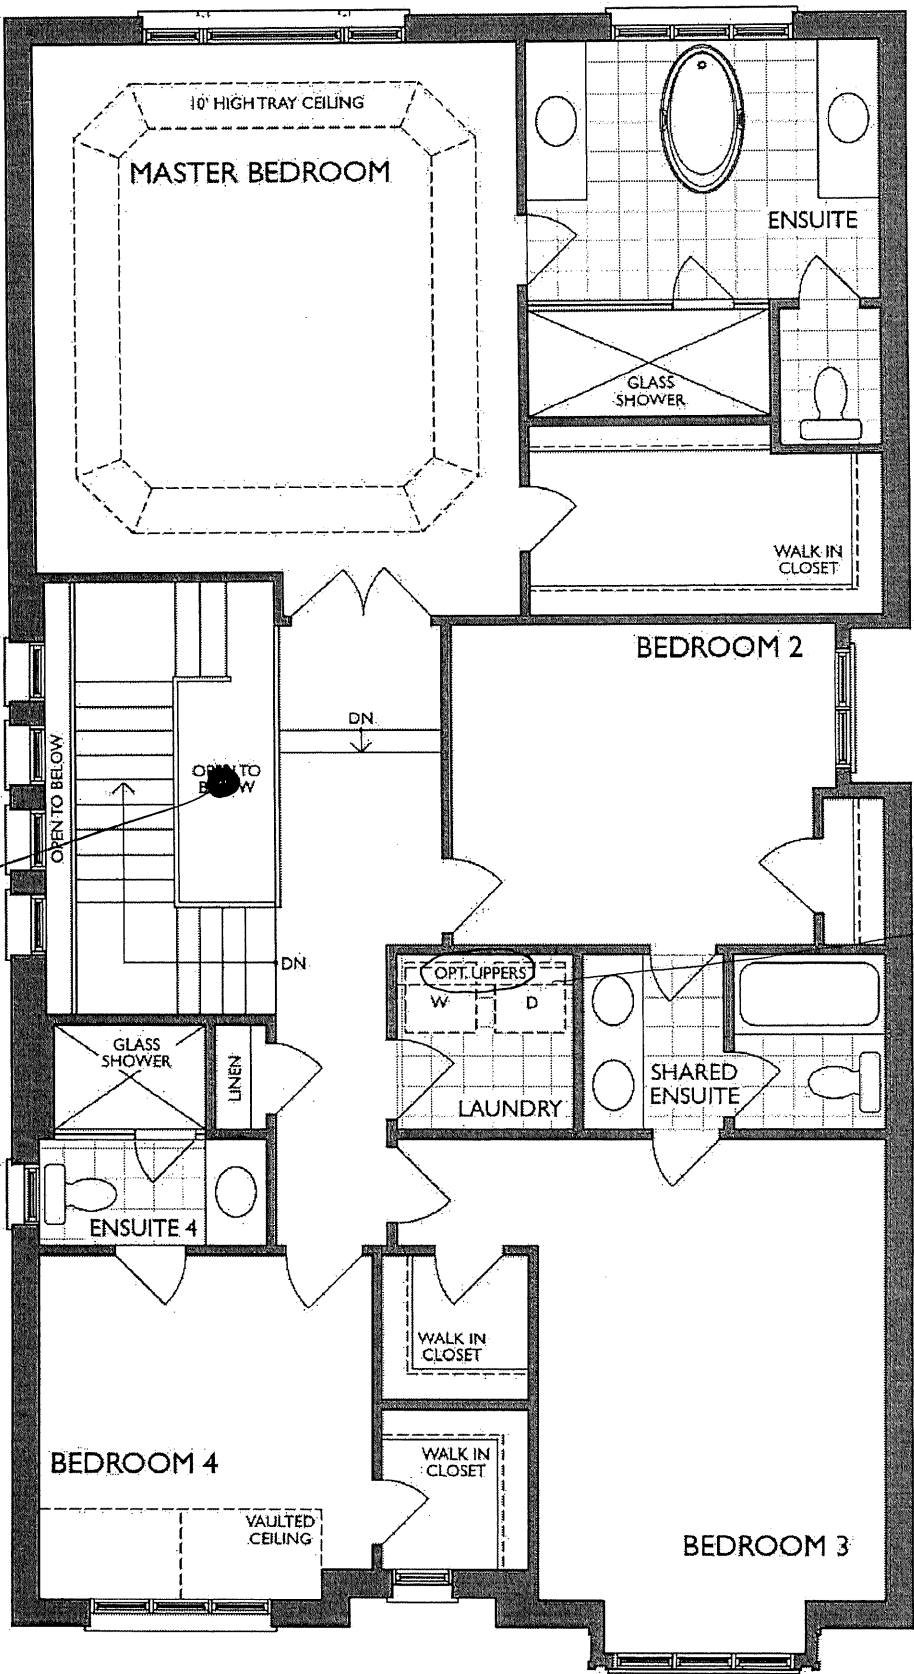 10' HIGH TRAY CEILING
MASTER BEDROOM
ENSUITE
GLASS
SHOWER
WALK IN
CLOSET
BEDROOM 2
DN
OPEN TO BELOW
DN
OPT. UPPERS
W
D
LAUNDRY
SHARED
ENSUITE
GLASS
SHOWER
LINEN
ENSUITE 4
WALK IN
CLOSET
BEDROOM 4
WALK IN
CLOSET
VAULTED
CEILING
BEDROOM 3